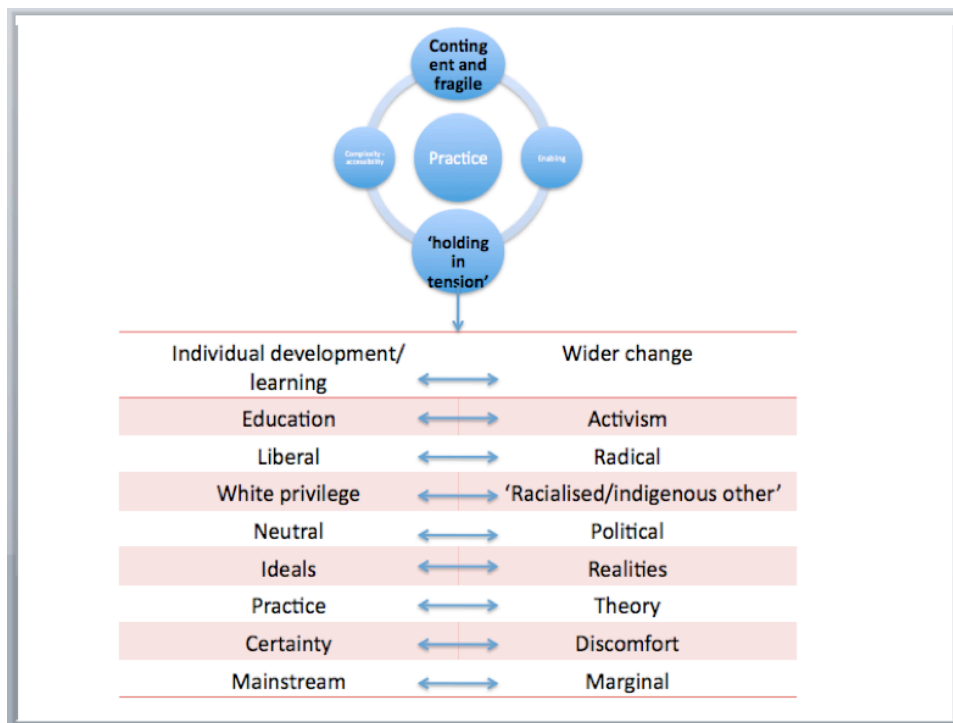 Conting
ent and
fragile
Complexity -
accessibility
Practice
Enabling
‘holding
in
tension’
Individual development/ Wider change
learning
Education Activism
Liberal Radical
White privilege ‘Racialised/indigenous other’
Neutral Political
Ideals Realities
Practice Theory
Certainty Discomfort
Mainstream Marginal